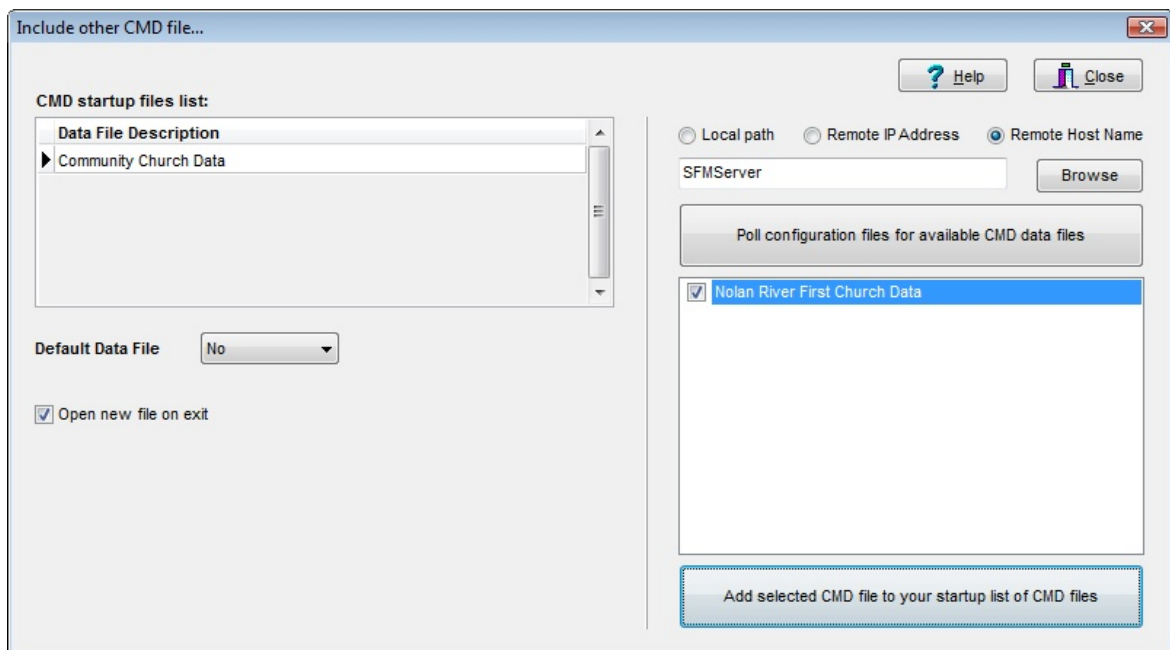 Include other CMD file...
Help
Close
CMD startup files list:
Data File Description
Community Church Data
Local path
Remote IP Address
Remote Host Name
SFMServer
Browse
Poll configuration files for available CMD data files
Nolan River First Church Data
Default Data File
No
Open new file on exit
Add selected CMD file to your startup list of CMD files